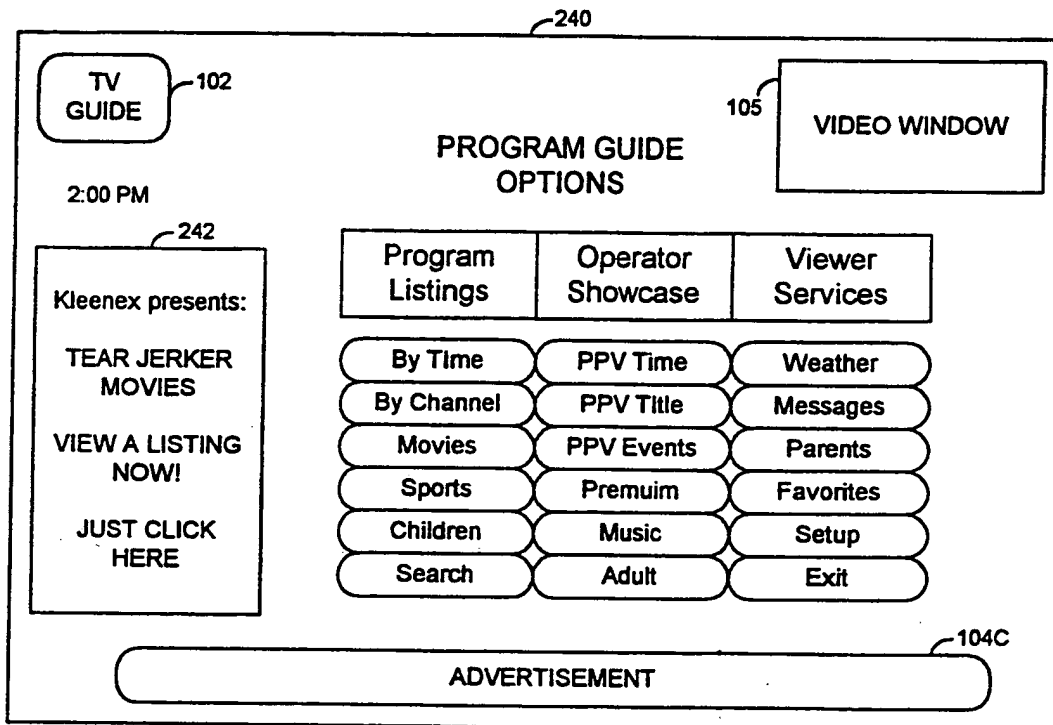 240
TV
GUIDE
102
105
VIDEO WINDOW
PROGRAM GUIDE
OPTIONS
2:00 PM
242
Kleenex presents:
TEAR JERKER
MOVIES
VIEW A LISTING
NOW!
JUST CLICK
HERE
Program
Listings
Operator
Showcase
Viewer
Services
By Time
PPV Time
Weather
By Channel
PPV Title
Messages
Movies
PPV Events
Parents
Sports
Premuim
Favorites
Children
Music
Setup
Search
Adult
Exit
104C
ADVERTISEMENT